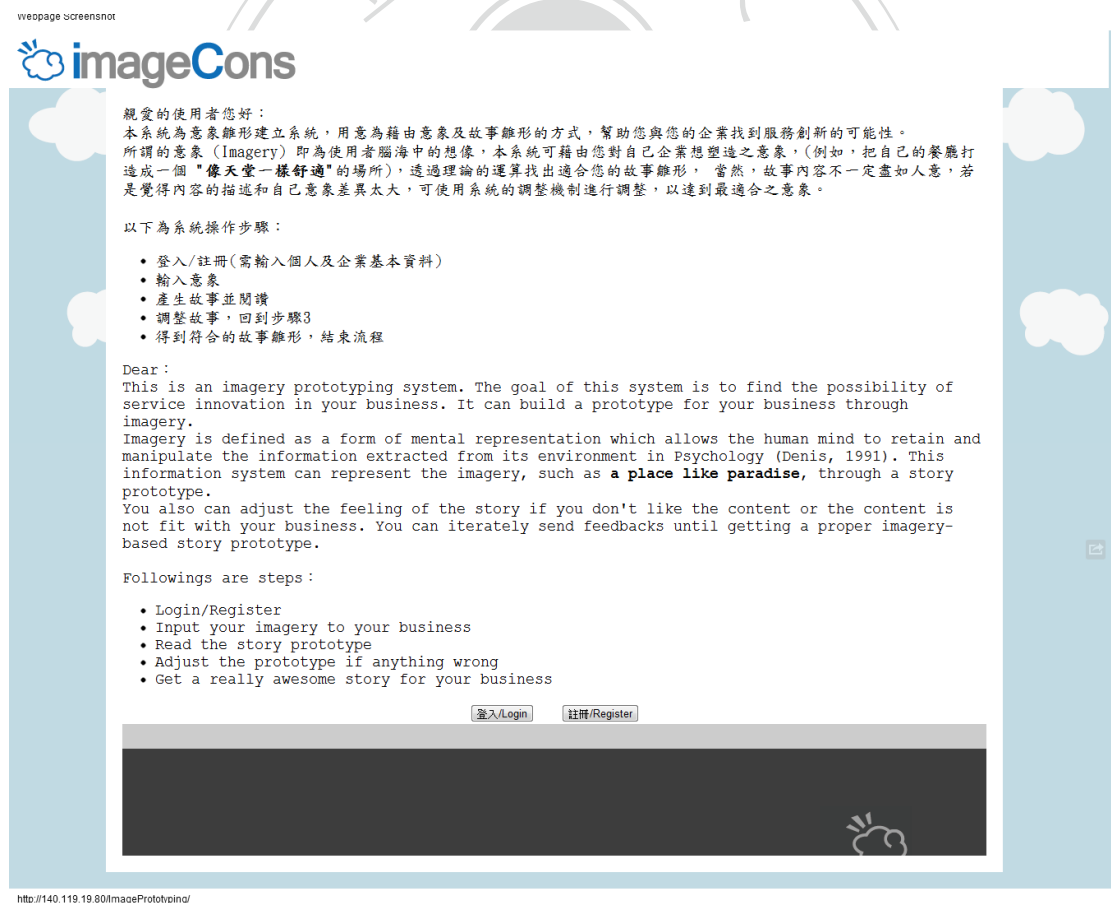 Webpage Screenshot
imageCons
親愛的使用者您好：
本系統為意象雛形建立系統，用意為藉由意象及故事雛形的方式，幫助您與您的企業找到服務創新的可能性。
所謂的意象 (Imagery) 即為使用者腦海中的想像，本系統可藉由您對自己企業想塑造之意象，(例如，把自己的餐廳打
造成一個 "像天堂一樣舒適"的場所)，透過理論的運算找出適合您的故事雛形， 當然，故事內容不一定盡如人意，若
是覺得內容的描述和自己意象差異太大，可使用系統的調整機制進行調整，以達到最適合之意象。
以下為系統操作步驟：
• 登入/註冊(需輸入個人及企業基本資料)
• 輸入意象
• 產生故事並閱讀
• 調整故事，回到步驟3
• 得到符合的故事雛形，結束流程
Dear：
This is an imagery prototyping system. The goal of this system is to find the possibility of
service innovation in your business. It can build a prototype for your business through
imagery.
Imagery is defined as a form of mental representation which allows the human mind to retain and
manipulate the information extracted from its environment in Psychology (Denis, 1991). This
information system can represent the imagery, such as a place like paradise, through a story
prototype.
You also can adjust the feeling of the story if you don't like the content or the content is
not fit with your business. You can iterately send feedbacks until getting a proper imagery-
based story prototype.
Followings are steps：
• Login/Register
• Input your imagery to your business
• Read the story prototype
• Adjust the prototype if anything wrong
• Get a really awesome story for your business
登入/Login 註冊/Register
http://140.119.19.80/ImagePrototyping/